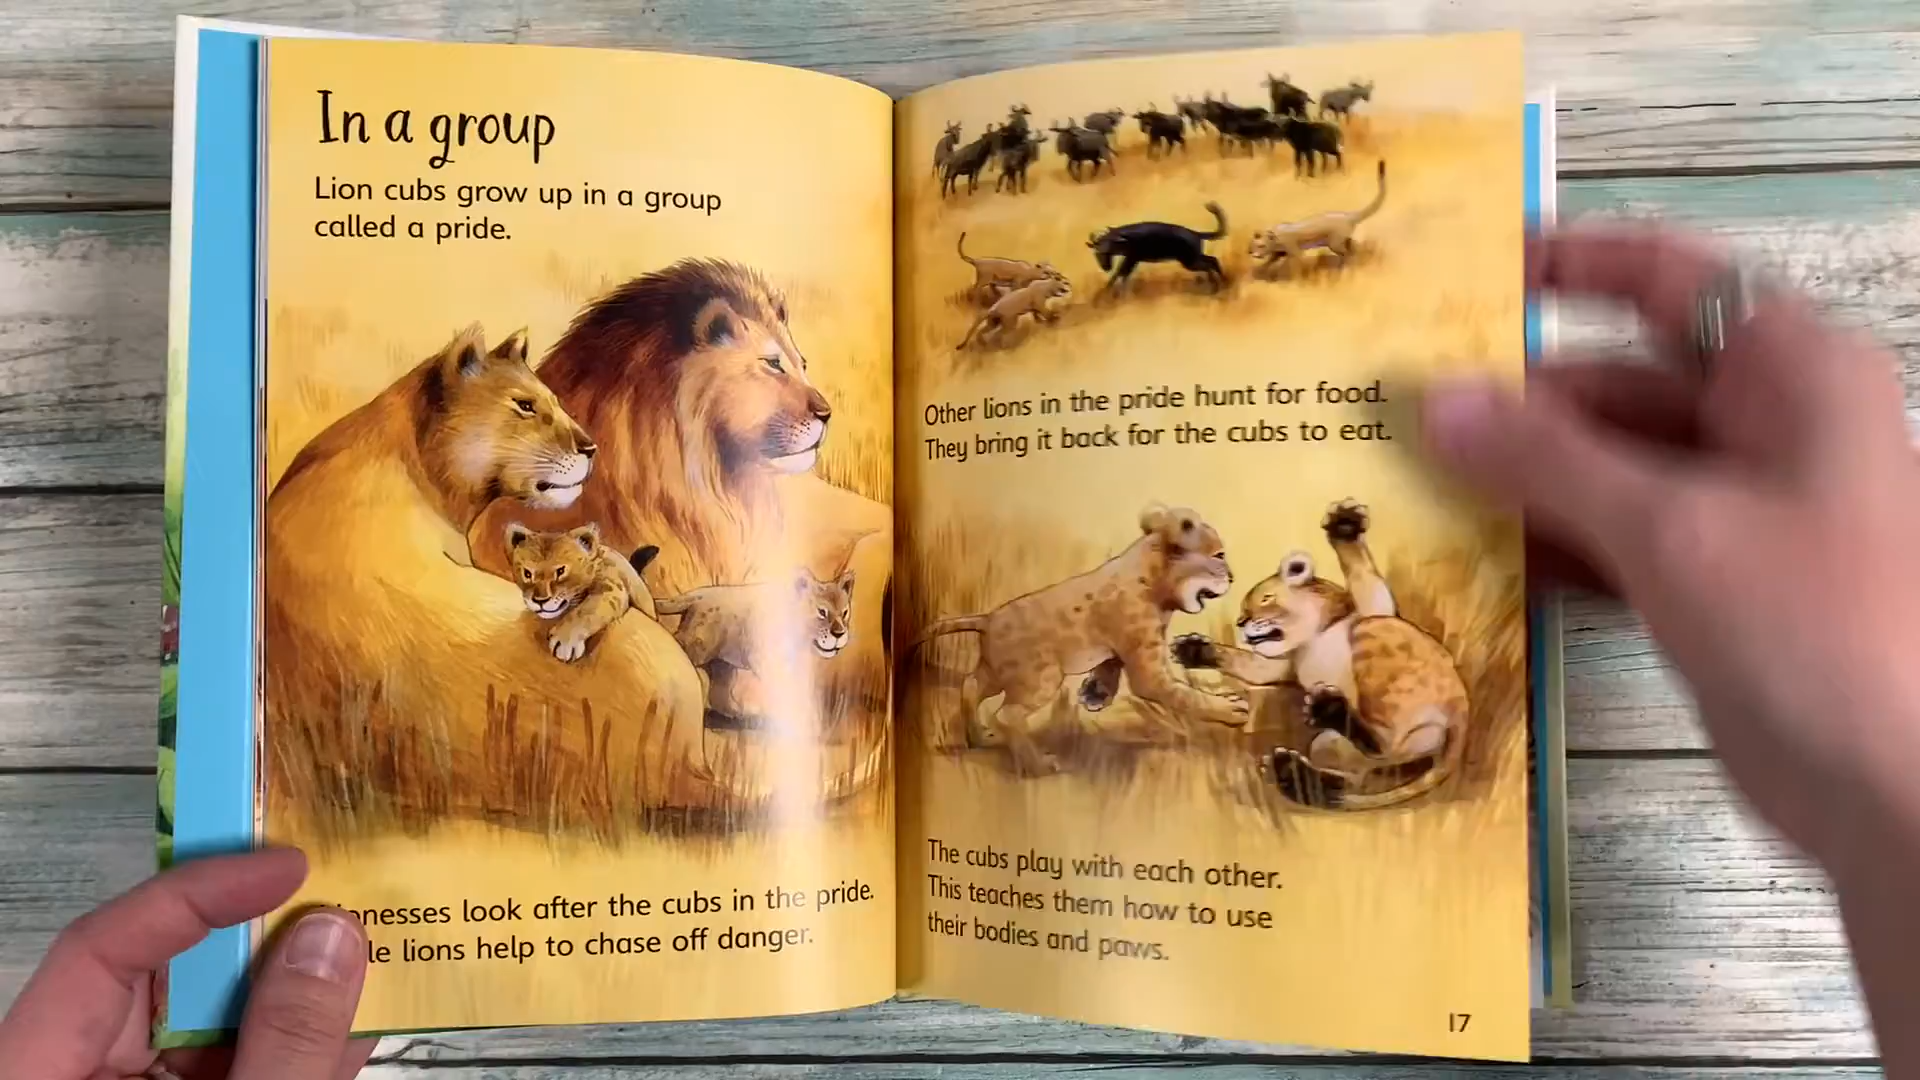 In a group
Lion cubs grow up in a group
called a pride.
onesses look after the cubs in the pride.
le lions help to chase off danger.
Other lions in the pride hunt for food.
They bring it back for the cubs to eat.
The cubs play with each other.
This teaches them how to use
their bodies and paws.
17